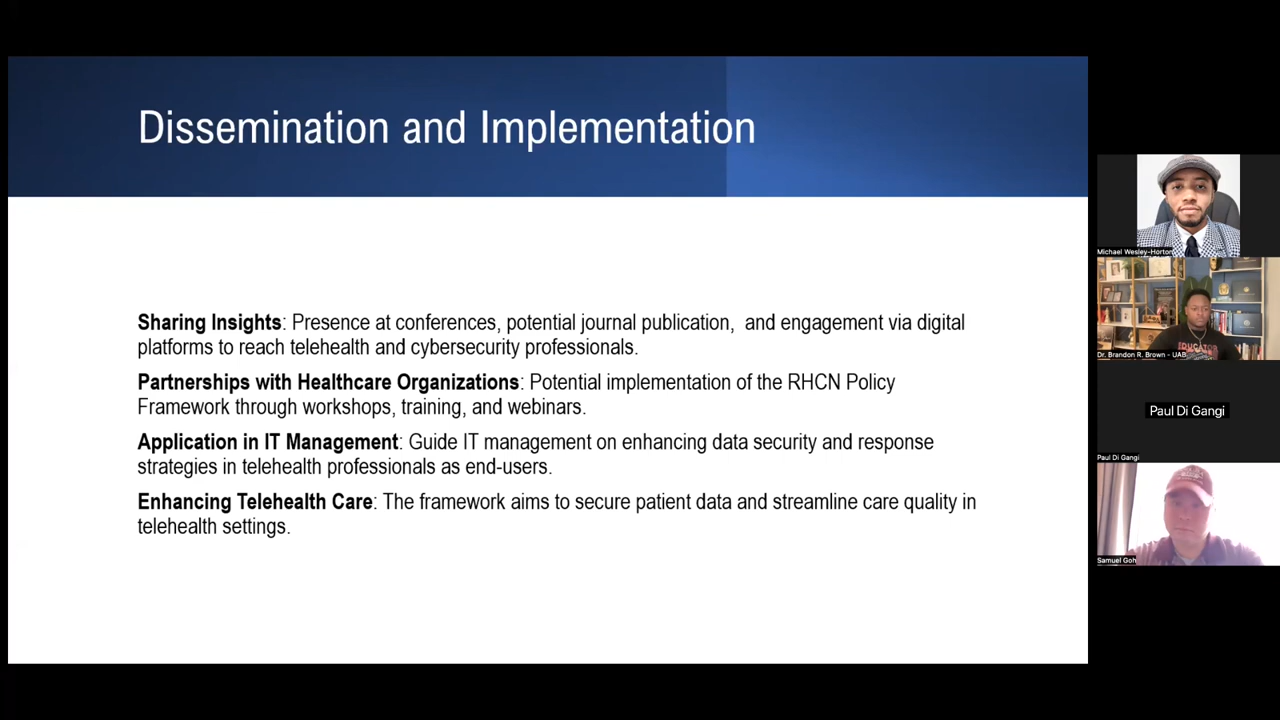 Dissemination and Implementation
Sharing Insights: Presence at conferences, potential journal publication,  and engagement via digital
platforms to reach telehealth and cybersecurity professionals.
Partnerships with Healthcare Organizations: Potential implementation of the RHCN Policy
Framework through workshops, training, and webinars.
Application in IT Management: Guide IT management on enhancing data security and response
strategies in telehealth professionals as end-users.
Enhancing Telehealth Care: The framework aims to secure patient data and streamline care quality in
telehealth settings.
Michael Wesley-Horton
EDUCATOR
Dr. Brandon R. Brown - UAB
Paul Di Gangi
Paul Di Gangi
Samuel Goh